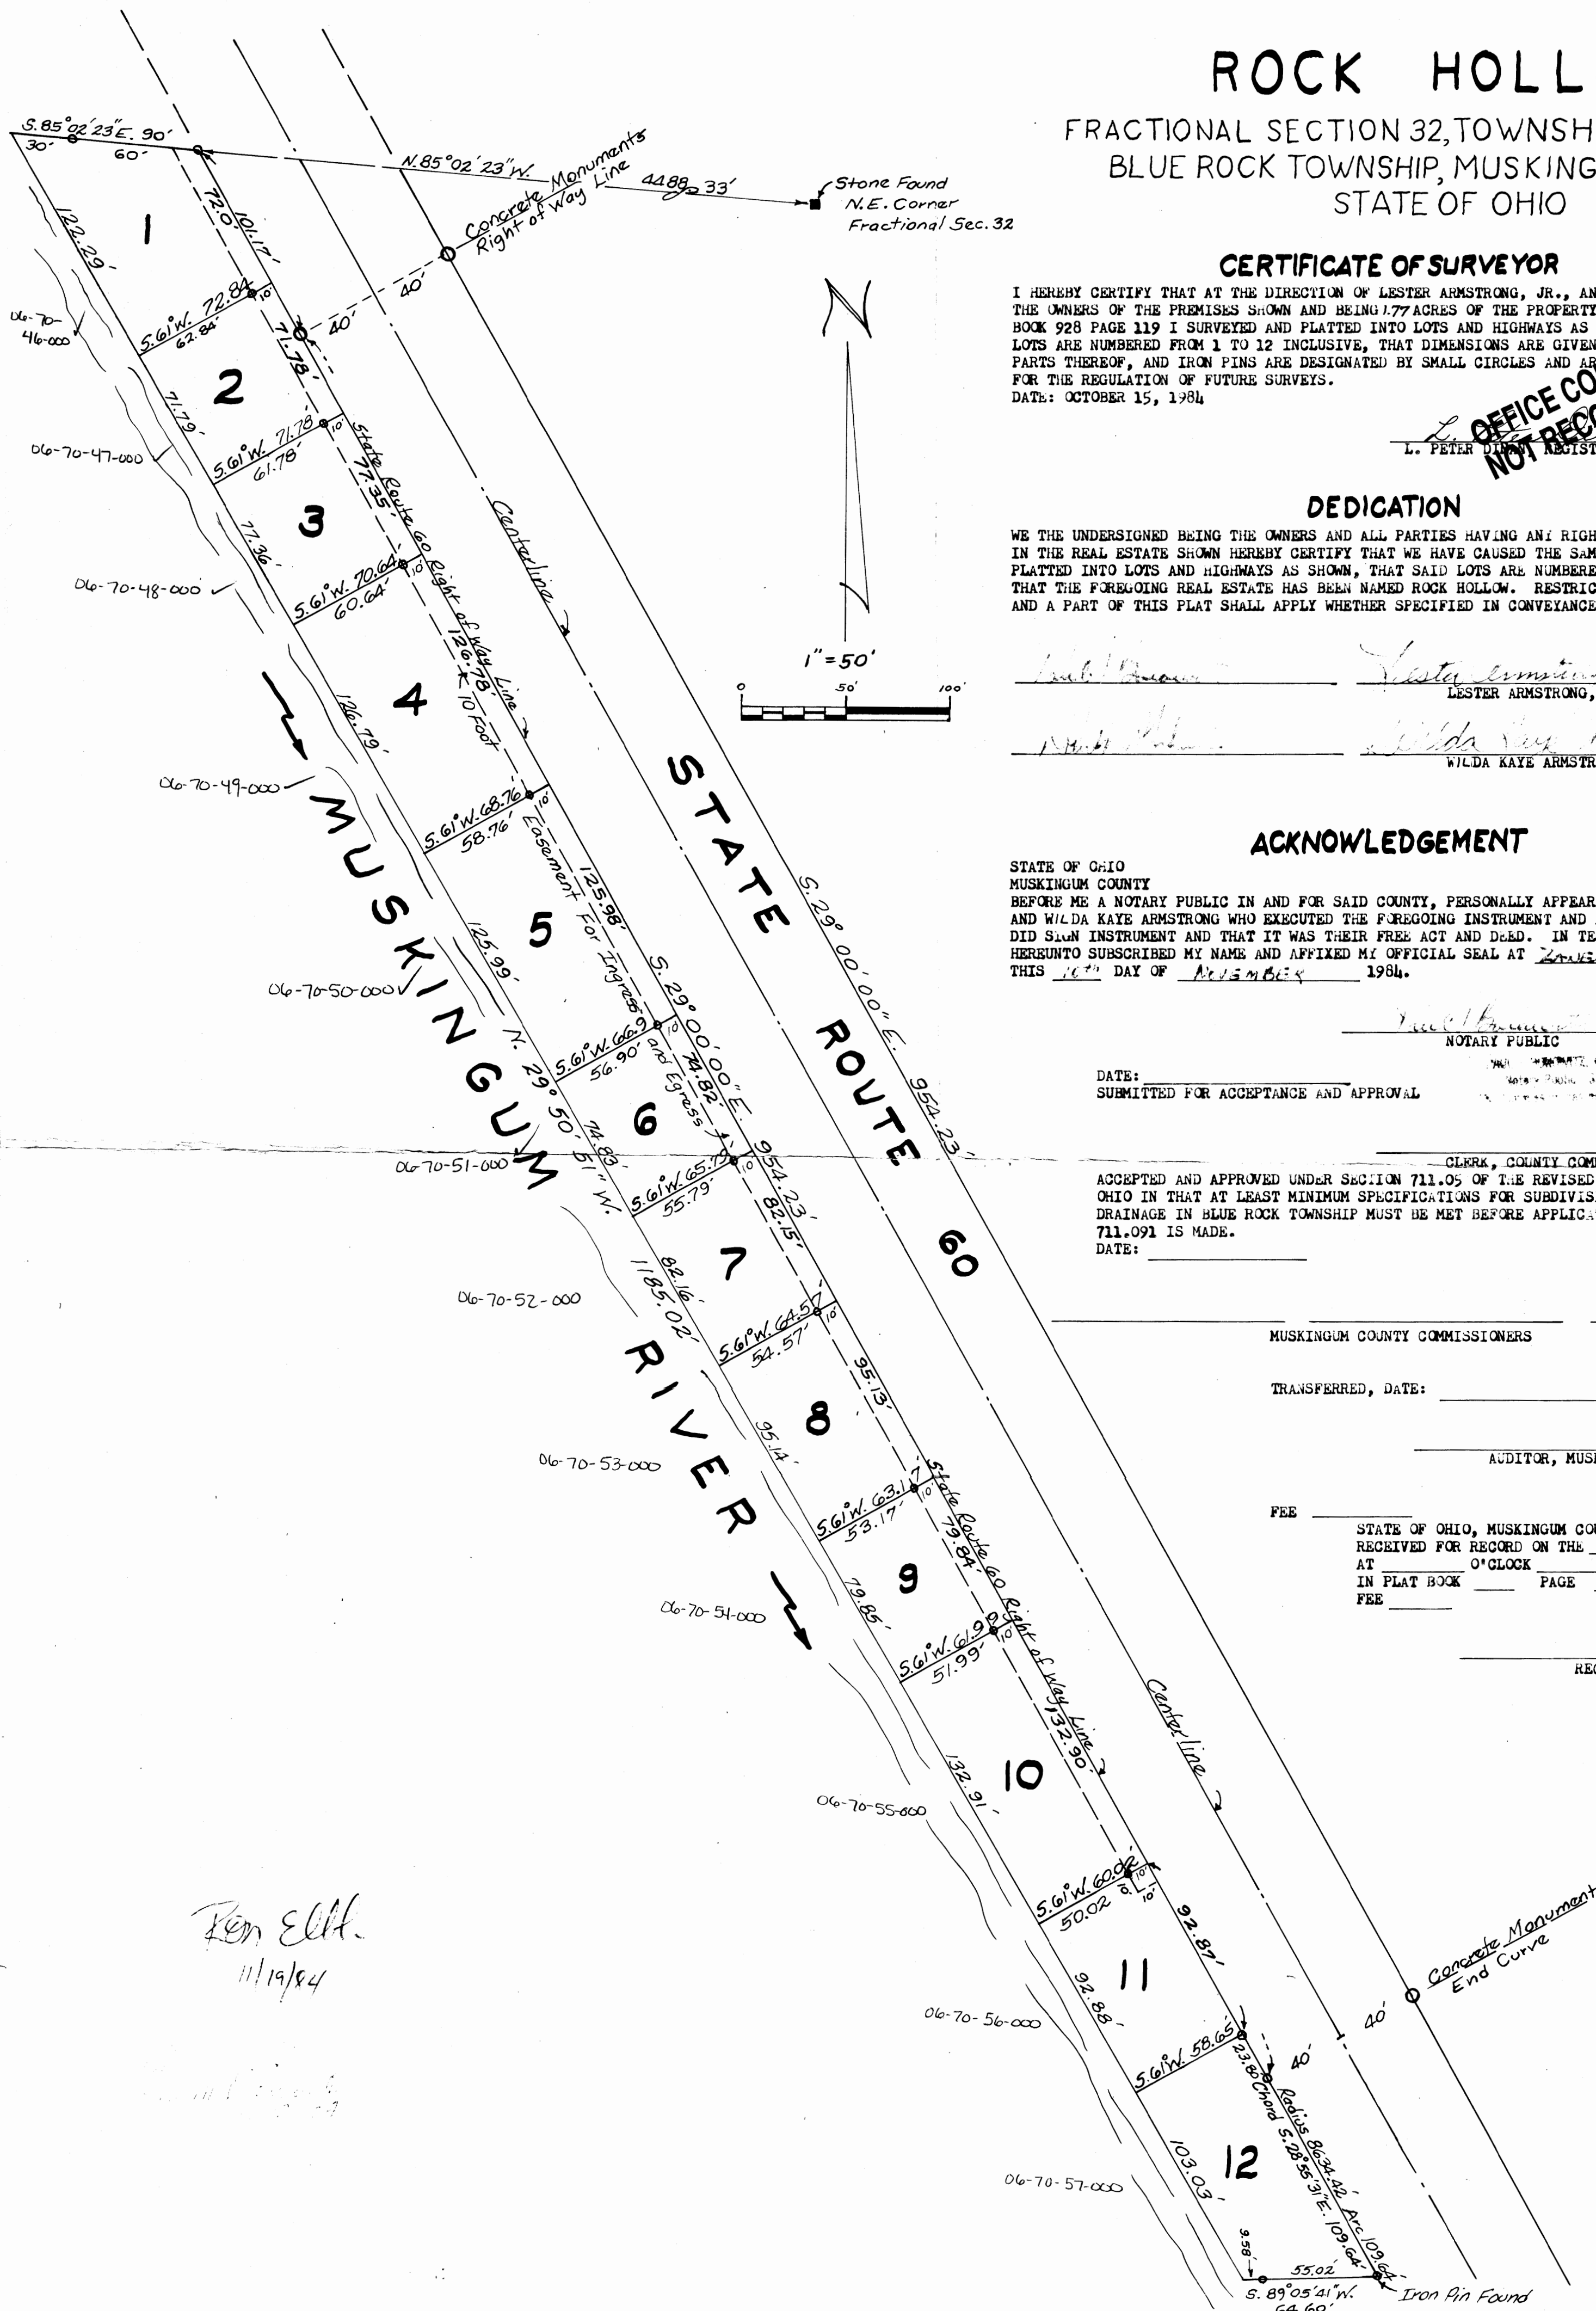 ROCK HOLL
FRACTIONAL SECTION 32, TOWNSH
BLUE ROCK TOWNSHIP, MUSKING
STATE OF OHIO
S.85°02'23"E. 90'
30'
60'
N.85°02'23"W.
4488.33'
Concrete Monuments
Right of Way Line
Stone Found
N.E. Corner
Fractional Sec. 32
40'
40'
N
1"=50'
0 50' 100'
CERTIFICATE OF SURVEYOR
I HEREBY CERTIFY THAT AT THE DIRECTION OF LESTER ARMSTRONG, JR., AN
THE OWNERS OF THE PREMISES SHOWN AND BEING 1.77 ACRES OF THE PROPERTY
BOOK 928 PAGE 119 I SURVEYED AND PLATTED INTO LOTS AND HIGHWAYS AS
LOTS ARE NUMBERED FROM 1 TO 12 INCLUSIVE, THAT DIMENSIONS ARE GIVEN
PARTS THEREOF, AND IRON PINS ARE DESIGNATED BY SMALL CIRCLES AND AR
FOR THE REGULATION OF FUTURE SURVEYS.
DATE: OCTOBER 15, 1984
OFFICE CO
NOT RECO
L. PETER DINAN, REGIST
DEDICATION
WE THE UNDERSIGNED BEING THE OWNERS AND ALL PARTIES HAVING ANY RIGH
IN THE REAL ESTATE SHOWN HEREBY CERTIFY THAT WE HAVE CAUSED THE SAM
PLATTED INTO LOTS AND HIGHWAYS AS SHOWN, THAT SAID LOTS ARE NUMBERE
THAT THE FOREGOING REAL ESTATE HAS BEEN NAMED ROCK HOLLOW. RESTRIC
AND A PART OF THIS PLAT SHALL APPLY WHETHER SPECIFIED IN CONVEYANCE
LESTER ARMSTRONG,
WILDA KAYE ARMSTR
ACKNOWLEDGEMENT
STATE OF OHIO
MUSKINGUM COUNTY
BEFORE ME A NOTARY PUBLIC IN AND FOR SAID COUNTY, PERSONALLY APPEAR
AND WILDA KAYE ARMSTRONG WHO EXECUTED THE FOREGOING INSTRUMENT AND
DID SIGN INSTRUMENT AND THAT IT WAS THEIR FREE ACT AND DEED. IN TE
HEREUNTO SUBSCRIBED MY NAME AND AFFIXED MY OFFICIAL SEAL AT
THIS 10th DAY OF NOVEMBER 1984.
NOTARY PUBLIC
DATE:
SUBMITTED FOR ACCEPTANCE AND APPROVAL
CLERK, COUNTY COM
ACCEPTED AND APPROVED UNDER SECTION 711.05 OF THE REVISED
OHIO IN THAT AT LEAST MINIMUM SPECIFICATIONS FOR SUBDIVIS
DRAINAGE IN BLUE ROCK TOWNSHIP MUST BE MET BEFORE APPLICA
711.091 IS MADE.
DATE:
MUSKINGUM COUNTY COMMISSIONERS
TRANSFERRED, DATE:
AUDITOR, MUS
FEE
STATE OF OHIO, MUSKINGUM COU
RECEIVED FOR RECORD ON THE
AT O'CLOCK
IN PLAT BOOK PAGE
FEE
REC
1
122.29'
72.0'
101.17'
S.61°W. 72.84
62.84'
10'
06-70-46-000
2
71.79'
71.78'
S.61°W. 71.78'
61.78'
10'
06-70-47-000
3
77.36'
77.35'
S.61°W. 70.64'
60.64'
10'
06-70-48-000
State Route 60 Right of Way Line
Centerline
4
126.79'
126.78'
10 Foot
S.61°W. 68.76'
58.76'
10'
06-70-49-000
Easement For Ingress and Egress
5
125.99'
125.98'
S.61°W. 66.9
56.90'
10'
06-70-50-000
N. 29°50'51"W.
1185.02'
S. 29°00'00"E. 954.23'
S. 29°00'00"E. 954.23'
6
74.83'
74.82'
S.61°W. 65.79
55.79'
10'
06-70-51-000
7
82.16'
82.15'
S.61°W. 64.57'
54.57'
10'
06-70-52-000
MUSKINGUM RIVER
STATE ROUTE 60
8
95.14'
95.13'
S.61°W. 63.17'
53.17'
10'
06-70-53-000
State Route 60 Right of Way Line
9
79.85'
79.84'
S.61°W. 61.99
51.99'
10'
06-70-54-000
10
132.91'
132.90'
S.61°W. 60.02'
50.02
10'
10'
10'
06-70-55-000
Centerline
11
92.88'
92.87'
S.61°W. 58.65'
06-70-56-000
Concrete Monument
End Curve
40'
40'
12
103.03'
23.80'
Chord S.28°55'31"E. 109.64'
Radius 8634.42' Arc 109.64'
06-70-57-000
9.58'
55.02'
S. 89°05'41"W.
64.60'
Iron Pin Found
11/19/84